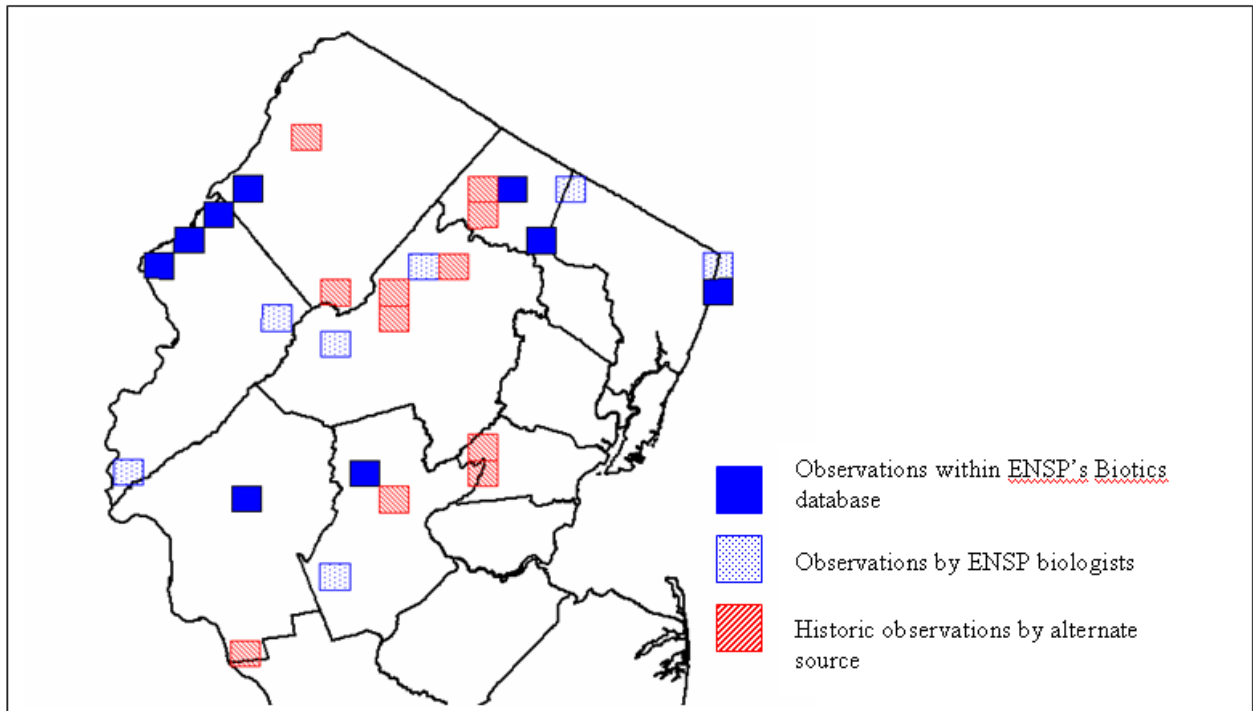 Observations within ENSP's Biotics
database
Observations by ENSP biologists
Historic observations by alternate
source